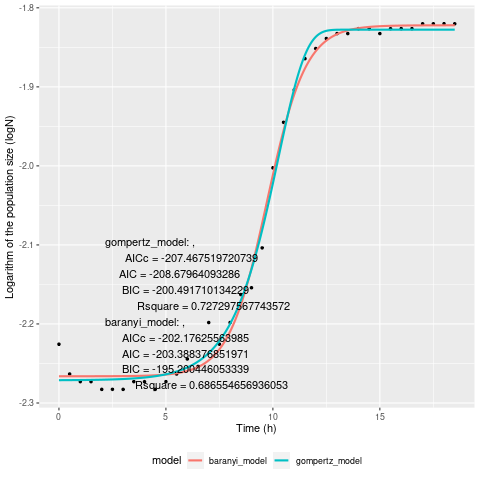 -1.8
-1.9
-2.0
-2.1
-2.2
-2.3
Logarithm of the population size (logN)
gompertz_model: ,
AICc = -207.467519720739
AIC = -208.67964093286
BIC = -200.491710134229
Rsquare = 0.727297567743572
baranyi_model: ,
AICc = -202.17625563985
AIC = -203.388376851971
BIC = -195.200446053339
Rsquare = 0.686554656936053
0 5 10 15
Time (h)
model baranyi_model gompertz_model